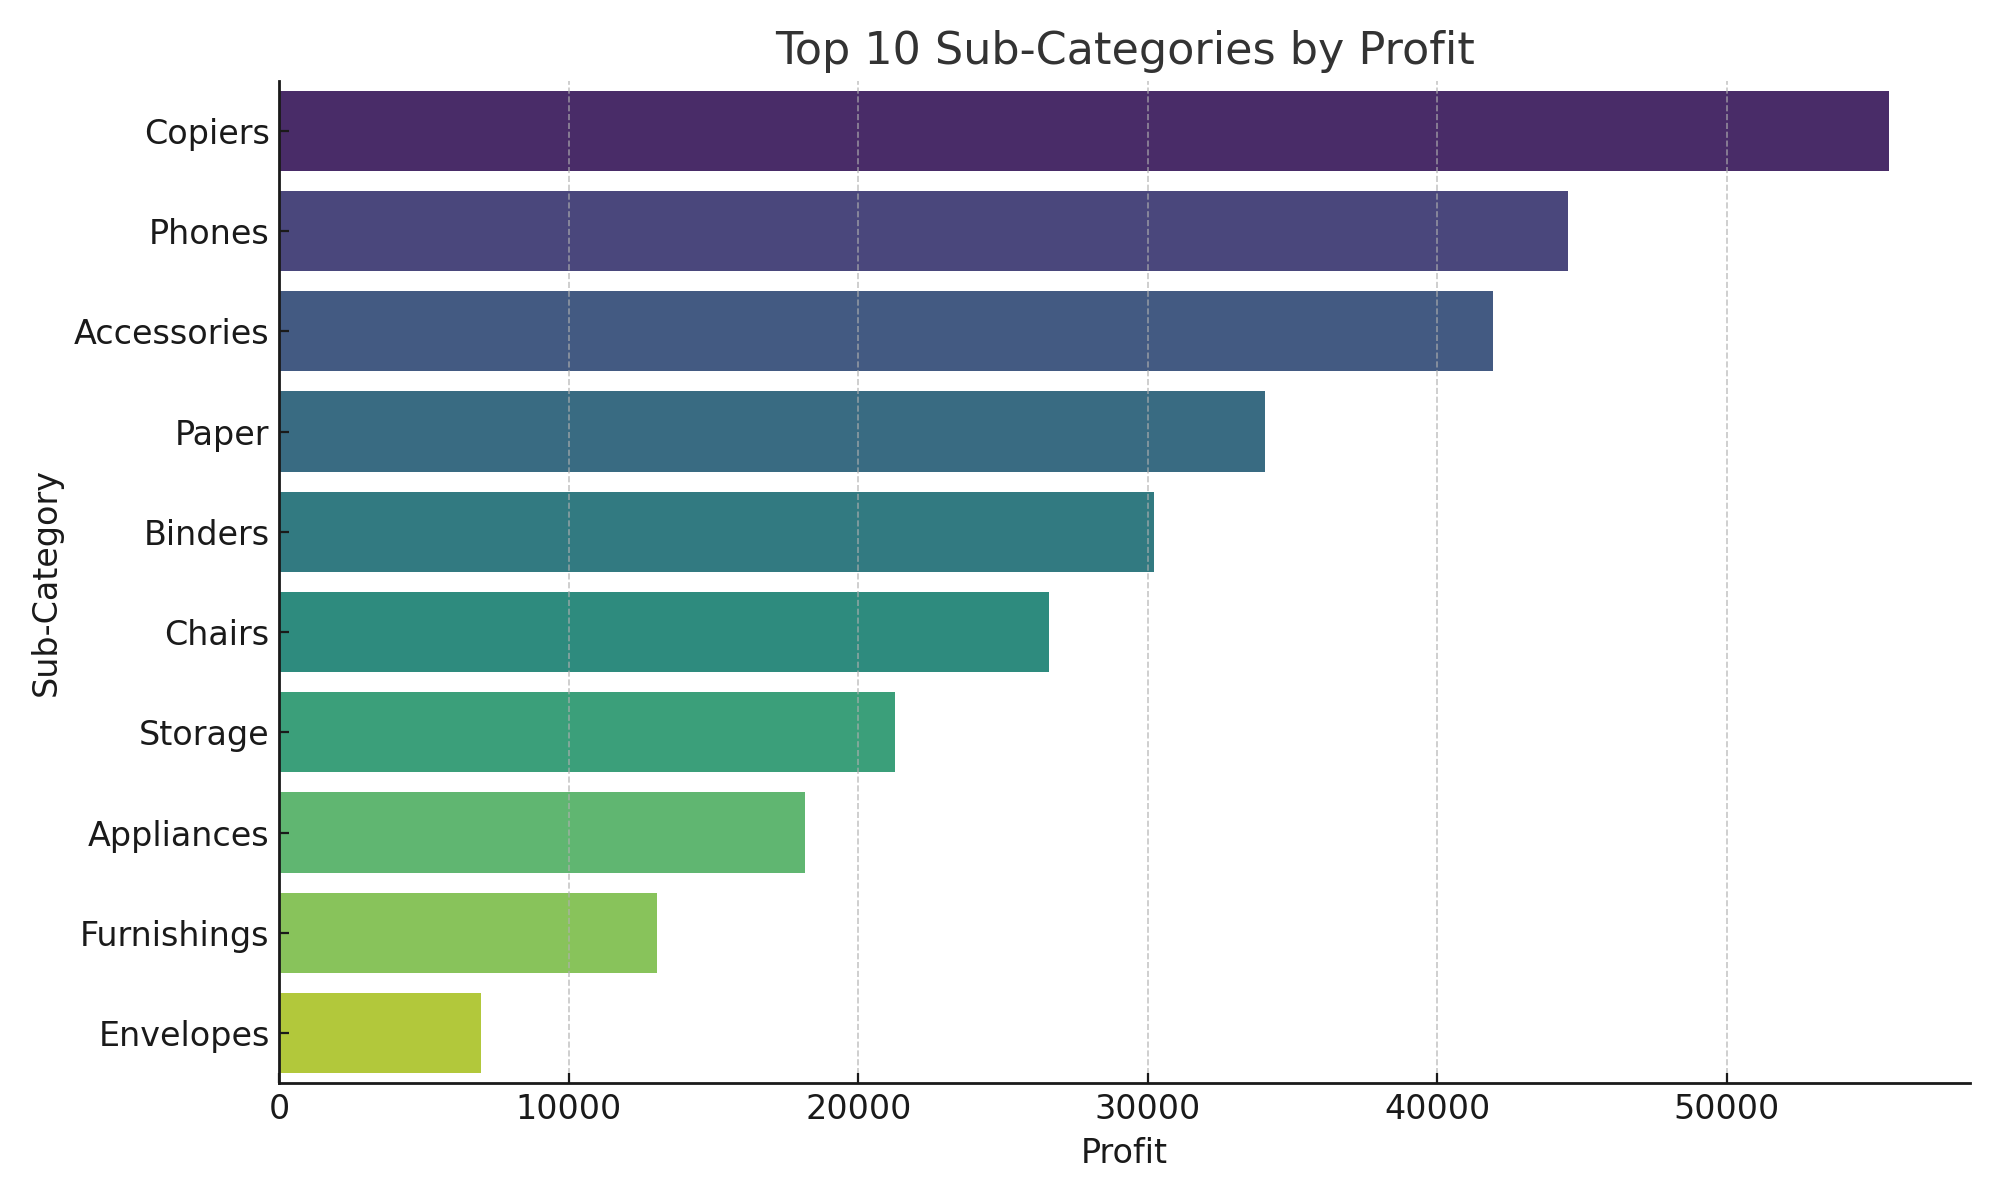 Top 10 Sub-Categories by Profit
Copiers
Phones
Accessories
Paper
Binders
Chairs
Storage
Appliances
Furnishings
Envelopes
Sub-Category
0 10000 20000 30000 40000 50000
Profit